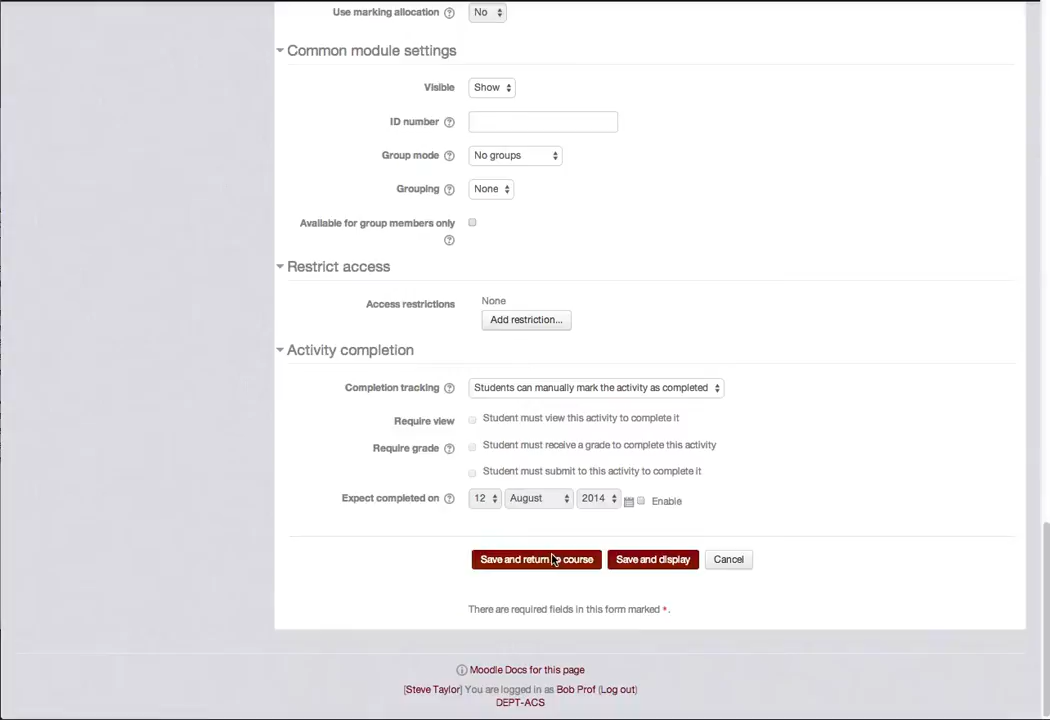 Use marking allocation No
Common module settings
Visible Show
ID number
Group mode No groups
Grouping None
Available for group members only
Restrict access
Access restrictions None
Add restriction...
Activity completion
Completion tracking Students can manually mark the activity as completed
Require view Student must view this activity to complete it
Require grade Student must receive a grade to complete this activity
Student must submit to this activity to complete it
Expect completed on 12 August 2014 Enable
Save and return to course Save and display Cancel
There are required fields in this form marked *.
Moodle Docs for this page
[Steve Taylor] You are logged in as Bob Prof (Log out)
DEPT-ACS